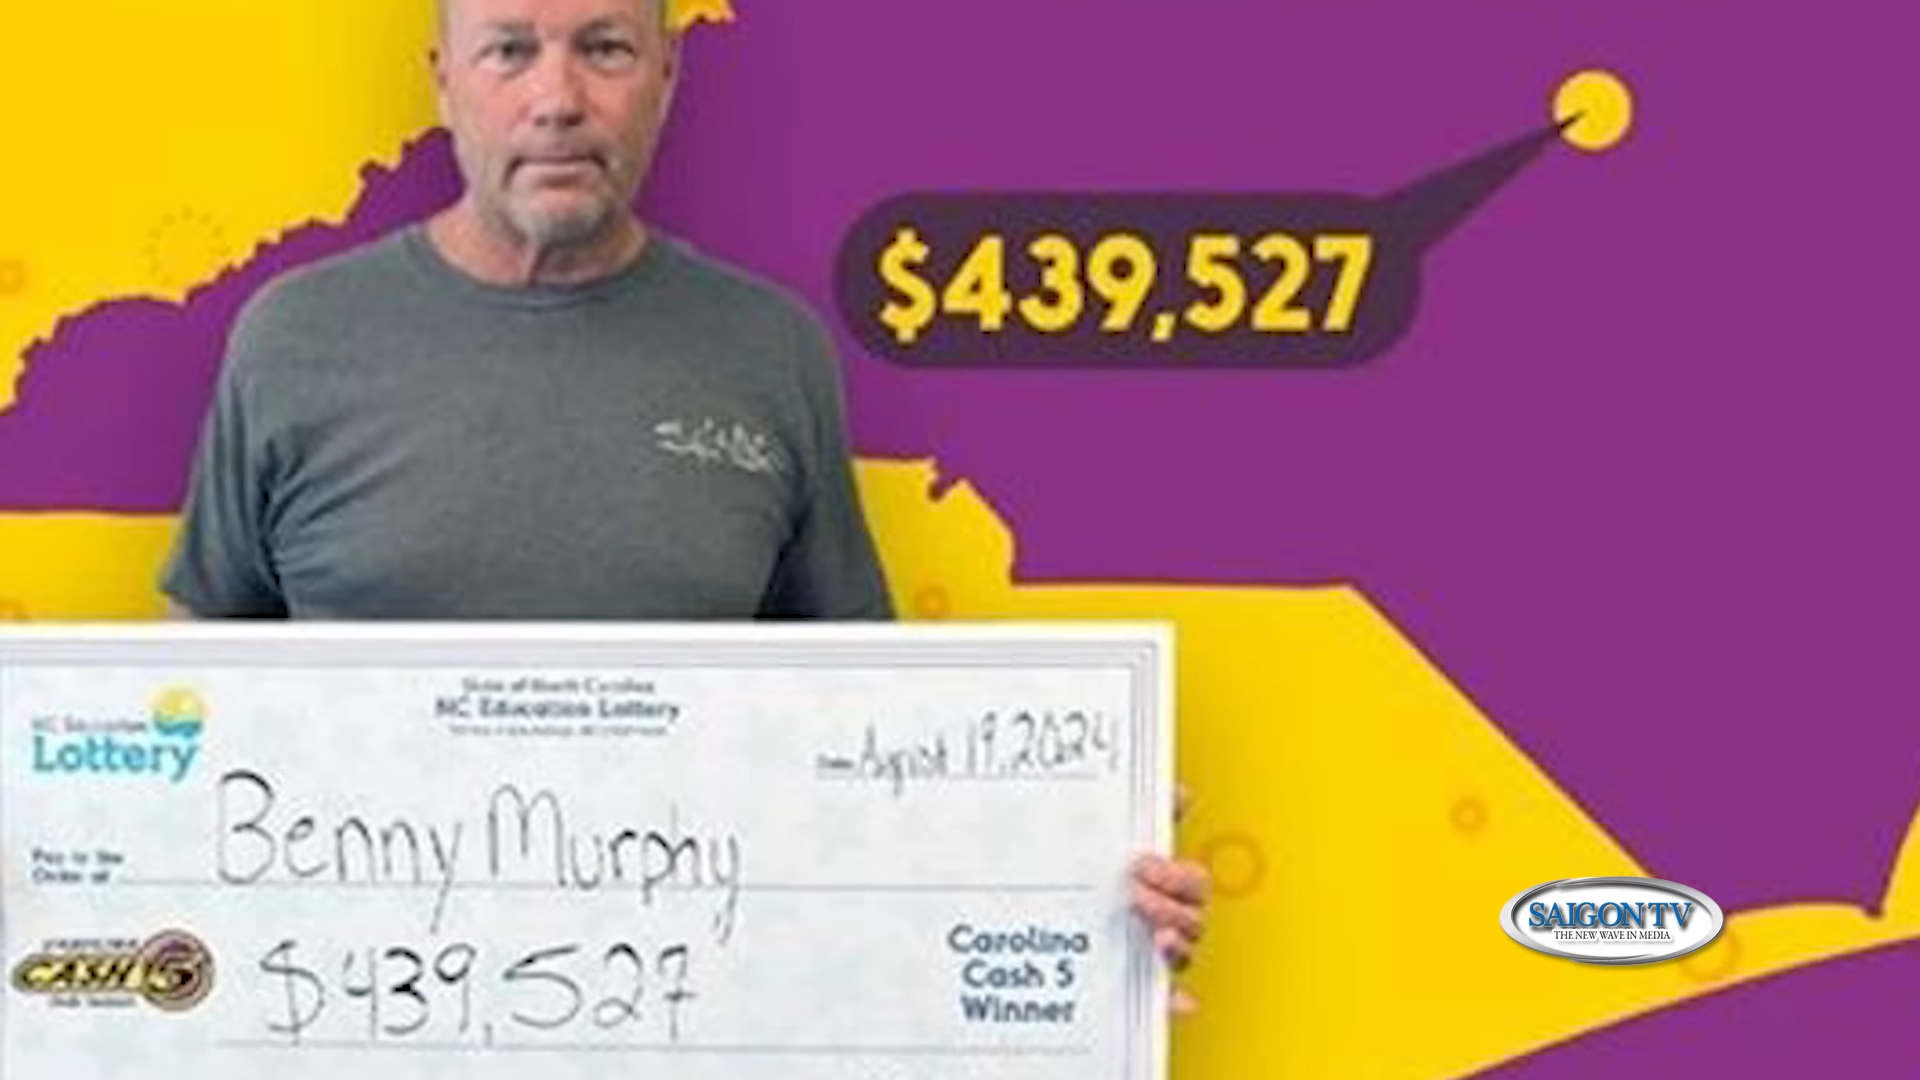 $439,527
State of North Carolina
NC Education Lottery
NC Education
Lottery
August 19, 2024
Pay to the
Order of
Benny Murphy
CASH 5
$439,527
Carolina
Cash 5
Winner
SAIGON TV
THE NEW WAVE IN MEDIA